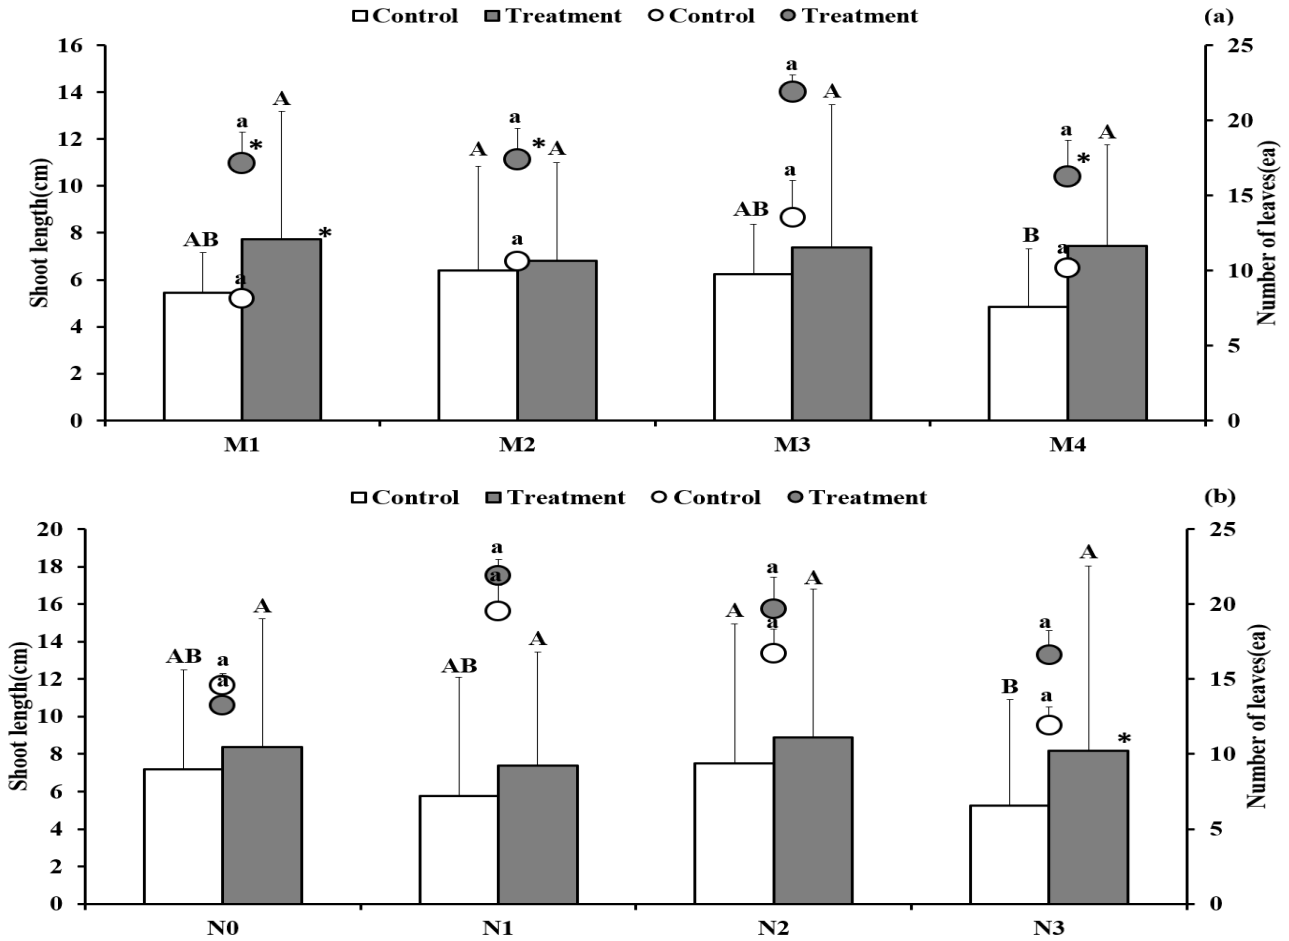 Control Treatment Control Treatment (a)
16 14 12 10 8 6 4 2 0
Shoot length(cm)
25 20 15 10 5 0
Number of leaves(ea)
AB a a * A *
A a a * A
AB a a A
B a a * A
M1 M2 M3 M4
Control Treatment Control Treatment (b)
20 18 16 14 12 10 8 6 4 2 0
Shoot length(cm)
25 20 15 10 5 0
Number of leaves(ea)
AB a a A
AB a a A
A a a A
B a a A *
N0 N1 N2 N3